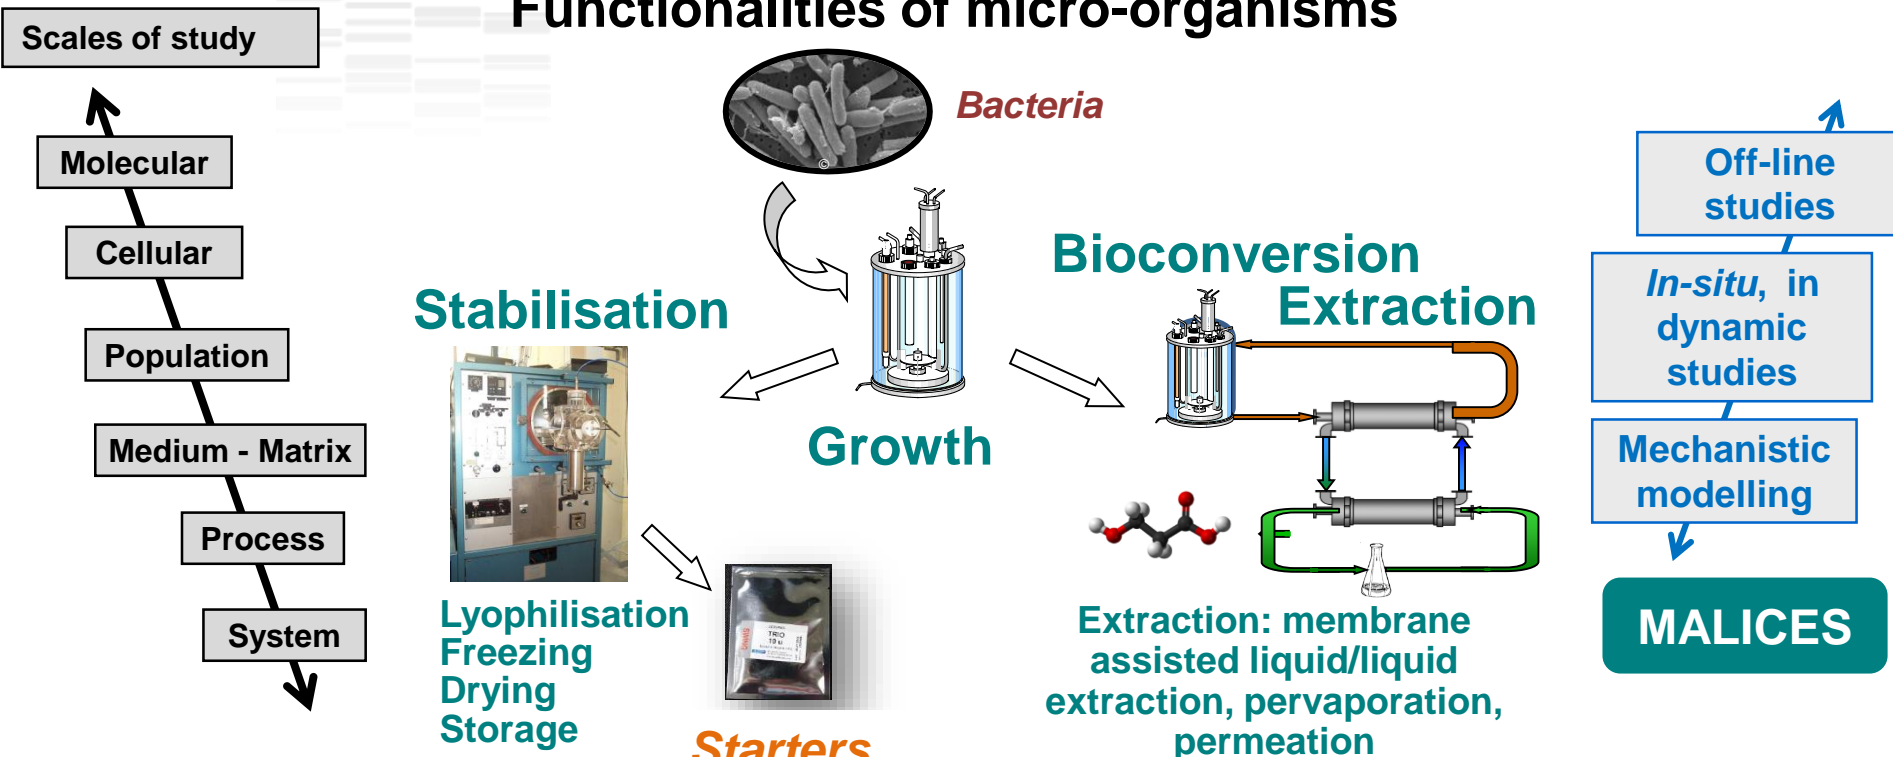 Functionalities of micro-organisms
Scales of study
Molecular
Cellular
Population
Medium - Matrix
Process
System
Bacteria
©
Stabilisation
Growth
Bioconversion
Extraction
Lyophilisation
Freezing
Drying
Storage
TRIO
10 u
Starters
Extraction: membrane
assisted liquid/liquid
extraction, pervaporation,
permeation
Off-line
studies
In-situ, in
dynamic
studies
Mechanistic
modelling
MALICES